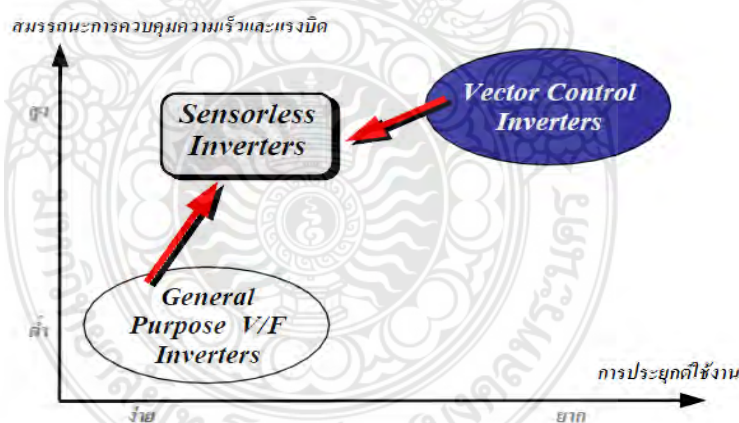 สมรรถนะการควบคุมความเร็วและแรงบิด
สูง
Sensorless
Inverters
Vector Control
Inverters
General
Purpose V/F
Inverters
ต่ำ
การประยุกต์ใช้งาน
ง่าย
ยาก